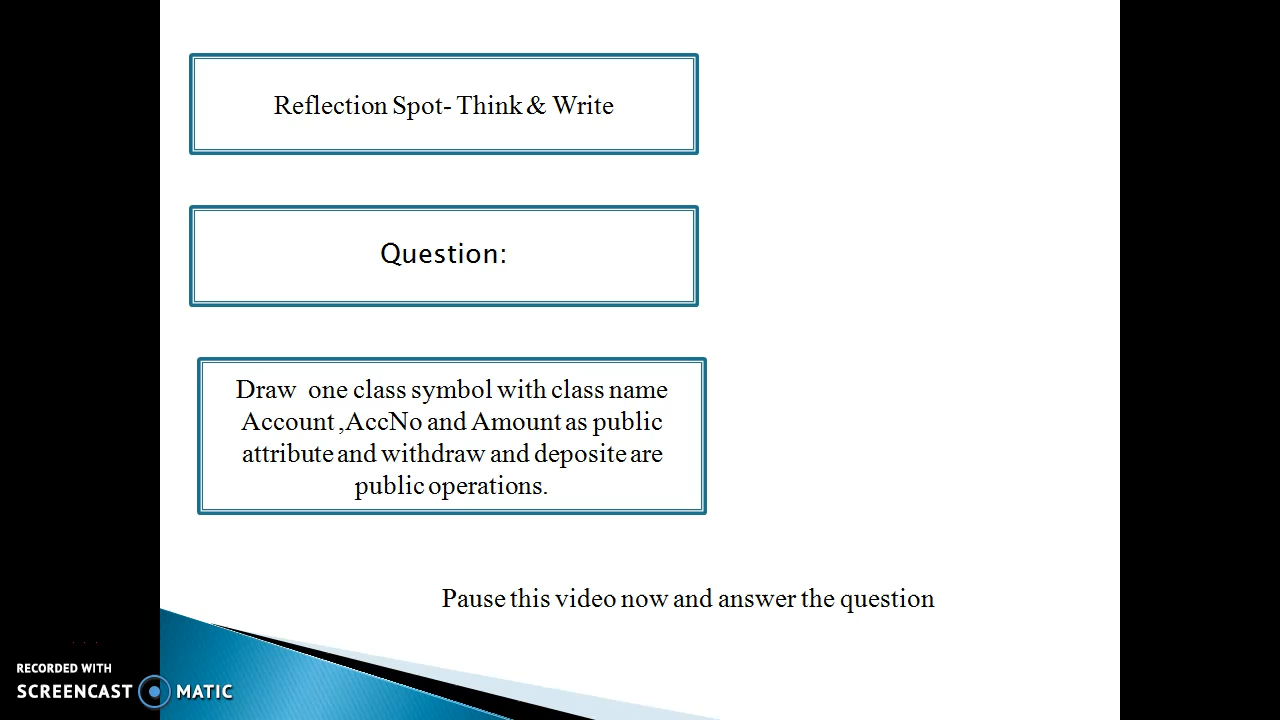 Reflection Spot- Think & Write
Question:
Draw  one class symbol with class name
Account ,AccNo and Amount as public
attribute and withdraw and deposite are
public operations.
Pause this video now and answer the question
RECORDED WITH
SCREENCAST MATIC